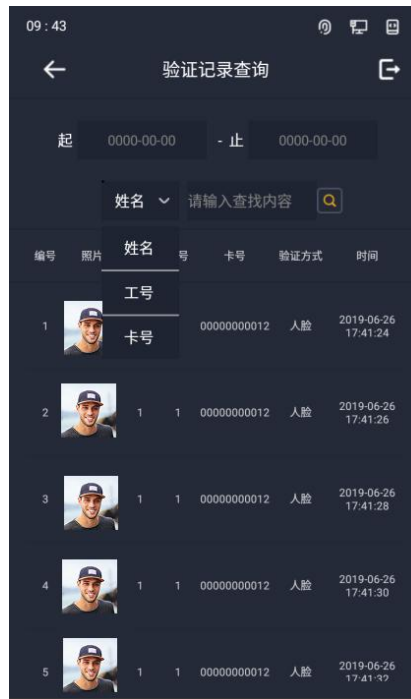 09:43
验证记录查询
起 0000-00-00 - 止 0000-00-00
姓名 请输入查找内容
编号 照片 号 卡号 验证方式 时间
姓名
工号
卡号
1 00000000012 人脸 2019-06-26 17:41:24
2 1 1 00000000012 人脸 2019-06-26 17:41:26
3 1 1 00000000012 人脸 2019-06-26 17:41:28
4 1 1 00000000012 人脸 2019-06-26 17:41:30
5 1 1 00000000012 人脸 2019-06-26 17:41:32